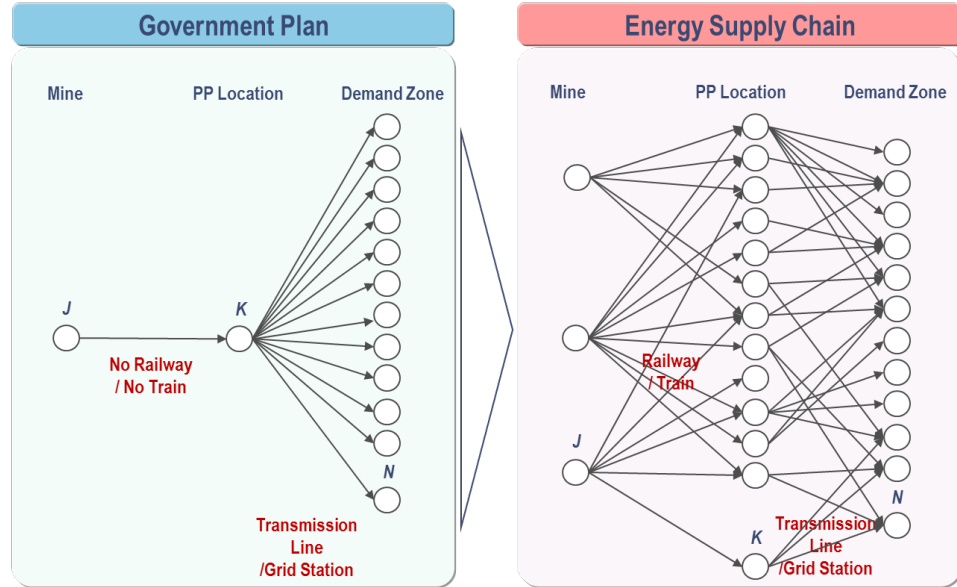 Government Plan
Mine
PP Location
Demand Zone
J
K
No Railway
/ No Train
N
Transmission
Line
/Grid Station
Energy Supply Chain
Mine
PP Location
Demand Zone
Railway
/ Train
J
N
K
Transmission
Line
/Grid Station